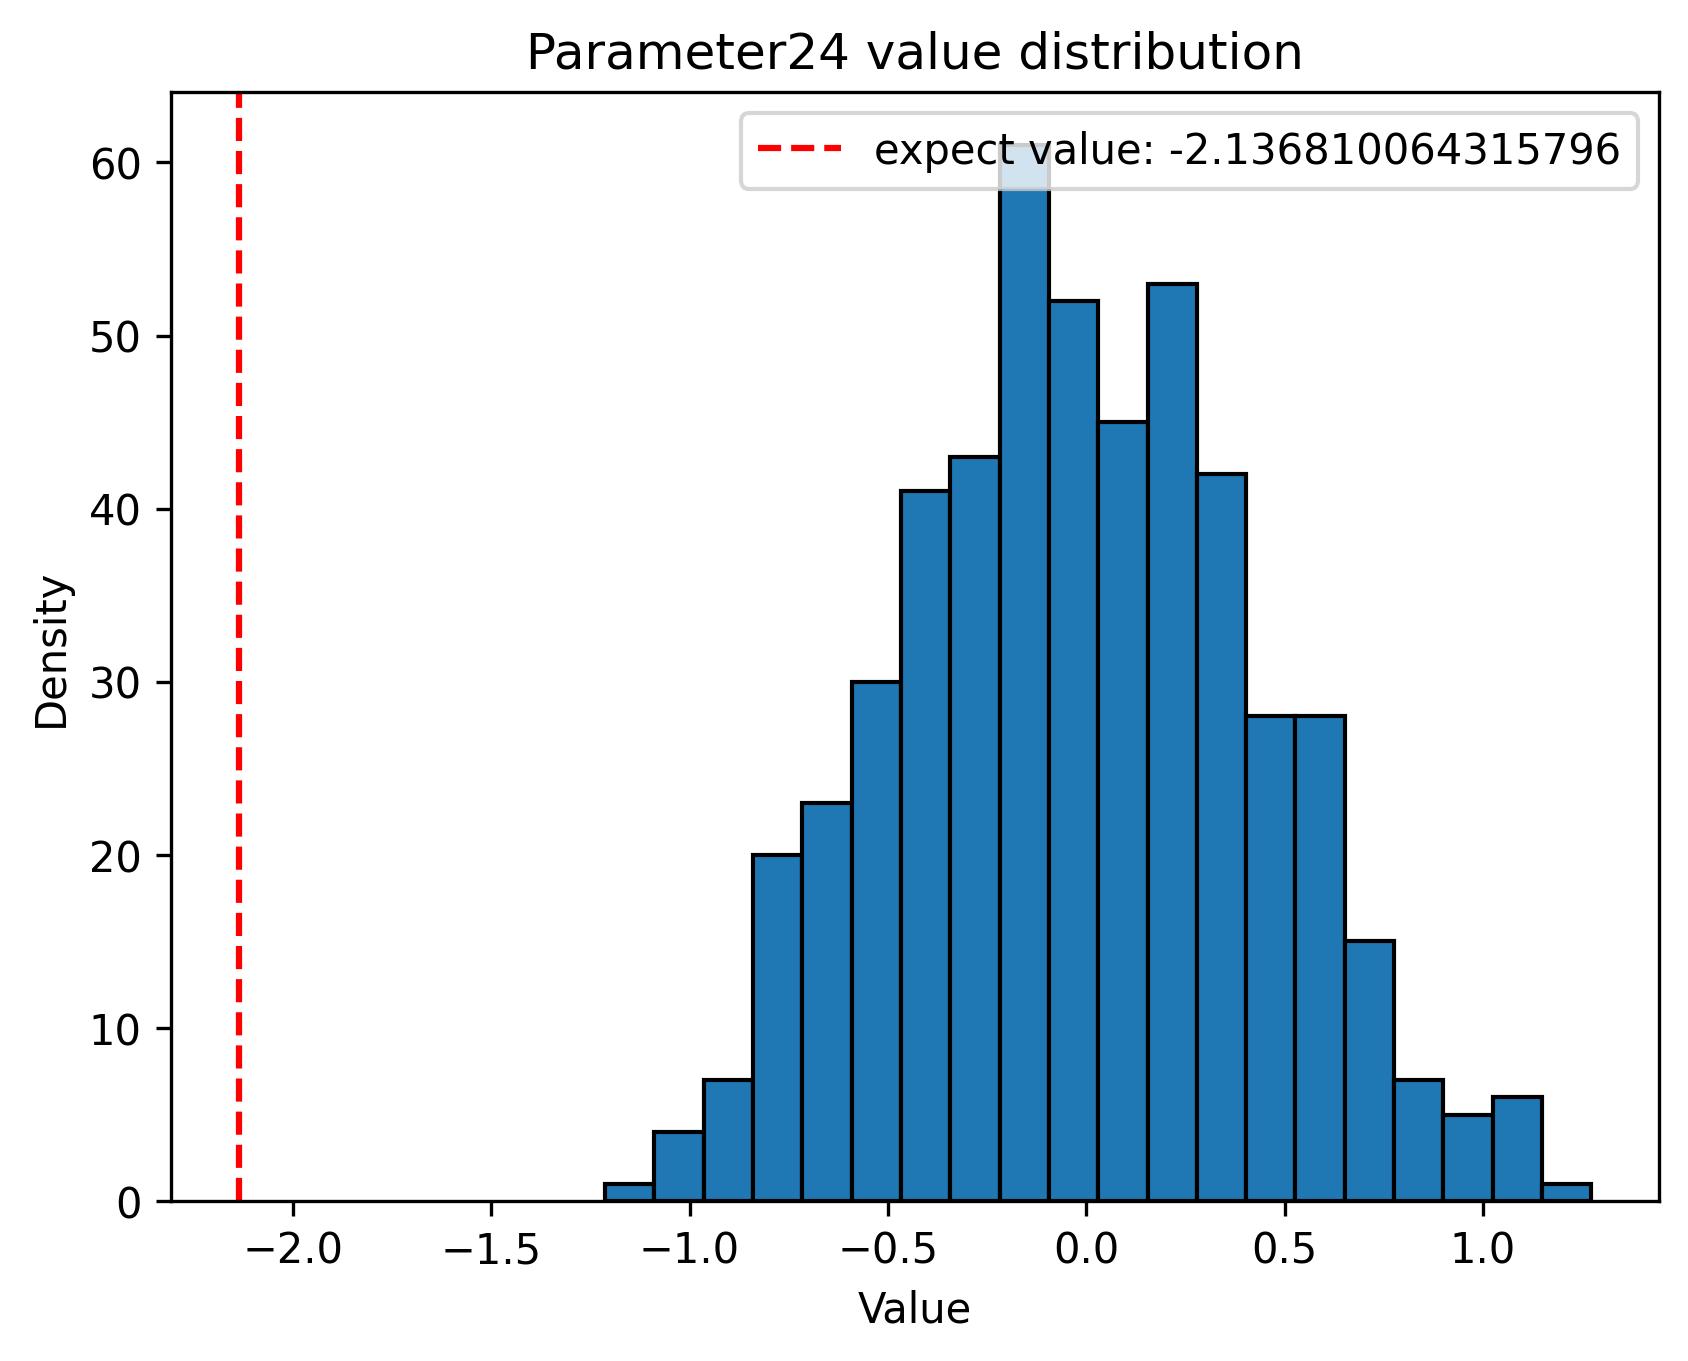 Parameter24 value distribution
expect value: -2.136810064315796
Density
60
50
40
30
20
10
0
−2.0 −1.5 −1.0 −0.5 0.0 0.5 1.0
Value